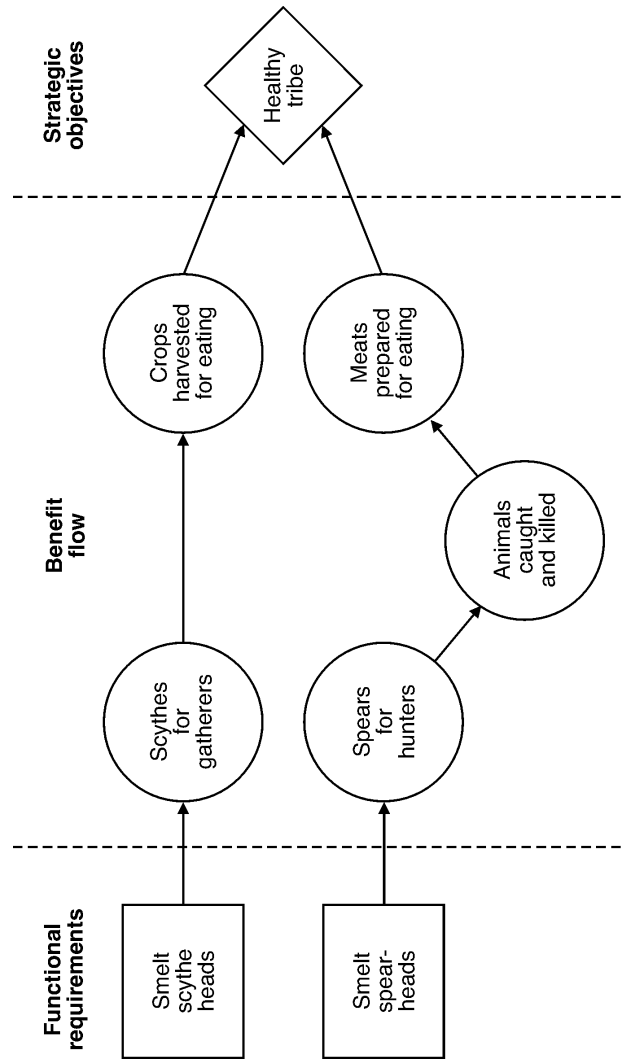 Functional
requirements
Benefit
flow
Strategic
objectives
Smelt
scythe
heads
Scythes
for
gatherers
Crops
harvested
for eating
Healthy
tribe
Smelt
spear-
heads
Spears
for
hunters
Animals
caught
and killed
Meats
prepared
for eating